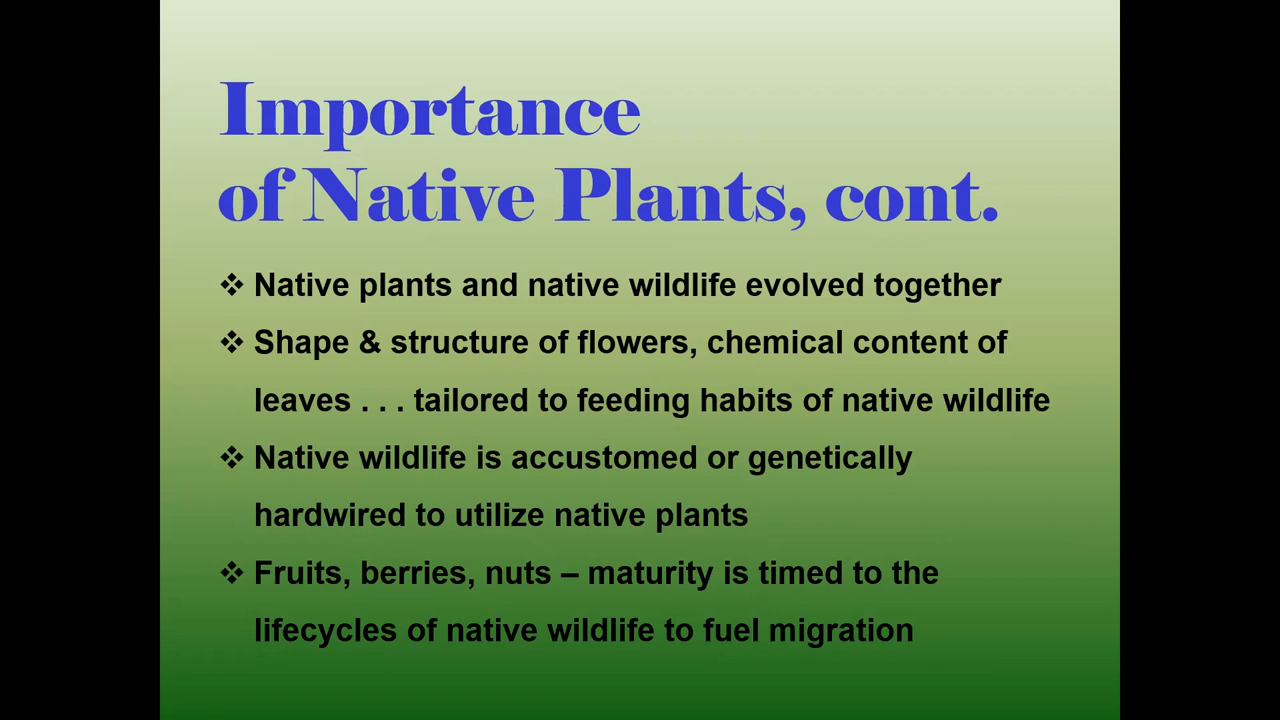 Importance
of Native Plants, cont.
❖ Native plants and native wildlife evolved together
❖ Shape & structure of flowers, chemical content of
leaves . . . tailored to feeding habits of native wildlife
❖ Native wildlife is accustomed or genetically
hardwired to utilize native plants
❖ Fruits, berries, nuts – maturity is timed to the
lifecycles of native wildlife to fuel migration